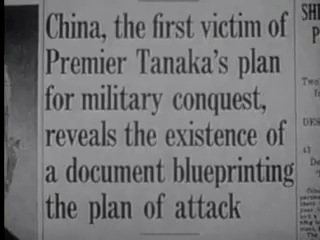 China, the first victim of
Premier Tanaka's plan
for military conquest,
reveals the existence of
a document blueprinting
the plan of attack